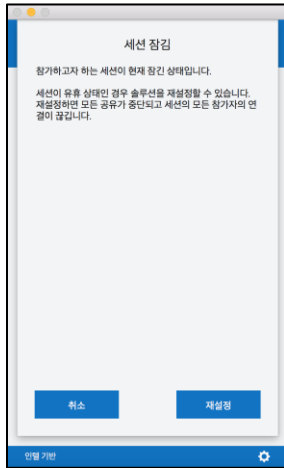 세션 잠김
참가하고자 하는 세션이 현재 잠긴 상태입니다.
세션이 유휴 상태인 경우 솔루션을 재설정할 수 있습니다.
재설정하면 모든 공유가 중단되고 세션의 모든 참가자의 연
결이 끊깁니다.
취소 재설정
인텔 기반